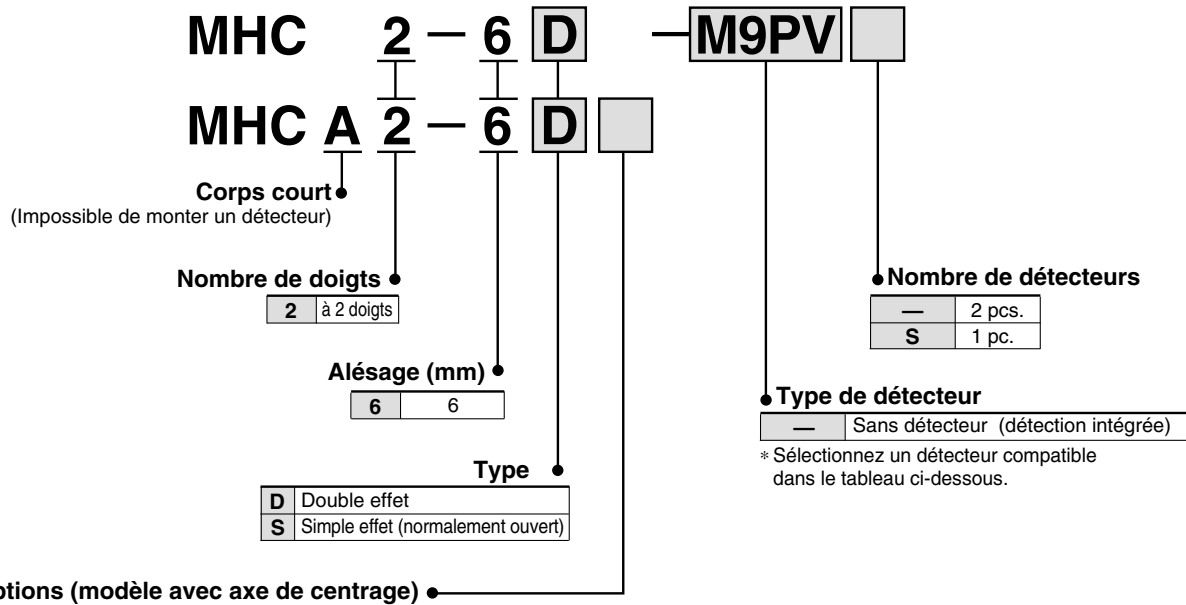 MHC 2 — 6 D — M9PV
MHC A 2 — 6 D
Corps court
(Impossible de monter un détecteur)
Nombre de doigts
2 à 2 doigts
Alésage (mm)
6 6
Type
D Double effet
S Simple effet (normalement ouvert)
ptions (modèle avec axe de centrage)
Nombre de détecteurs
— 2 pcs.
S 1 pc.
Type de détecteur
— Sans détecteur (détection intégrée)
* Sélectionnez un détecteur compatible
dans le tableau ci-dessous.